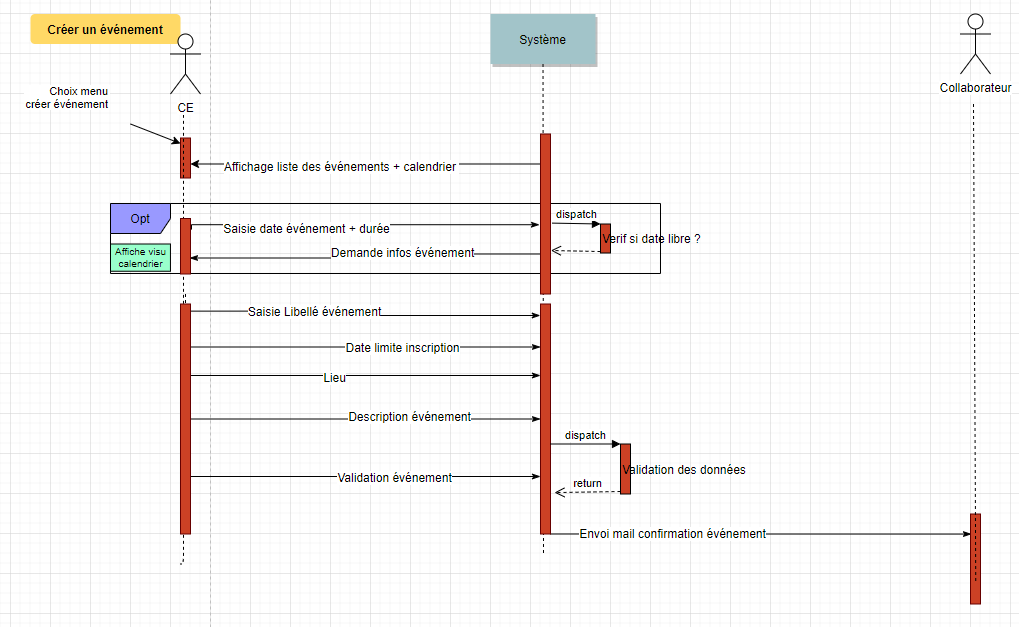 Créer un événement
Système
Choix menu
créer événement
CE
Collaborateur
Affichage liste des événements + calendrier
Opt
dispatch
Saisie date événement + durée
Verif si date libre ?
Affiche visu
calendrier
Demande infos événement
Saisie Libellé événement
Date limite inscription
Lieu
Description événement
dispatch
Validation des données
Validation événement
return
Envoi mail confirmation événement